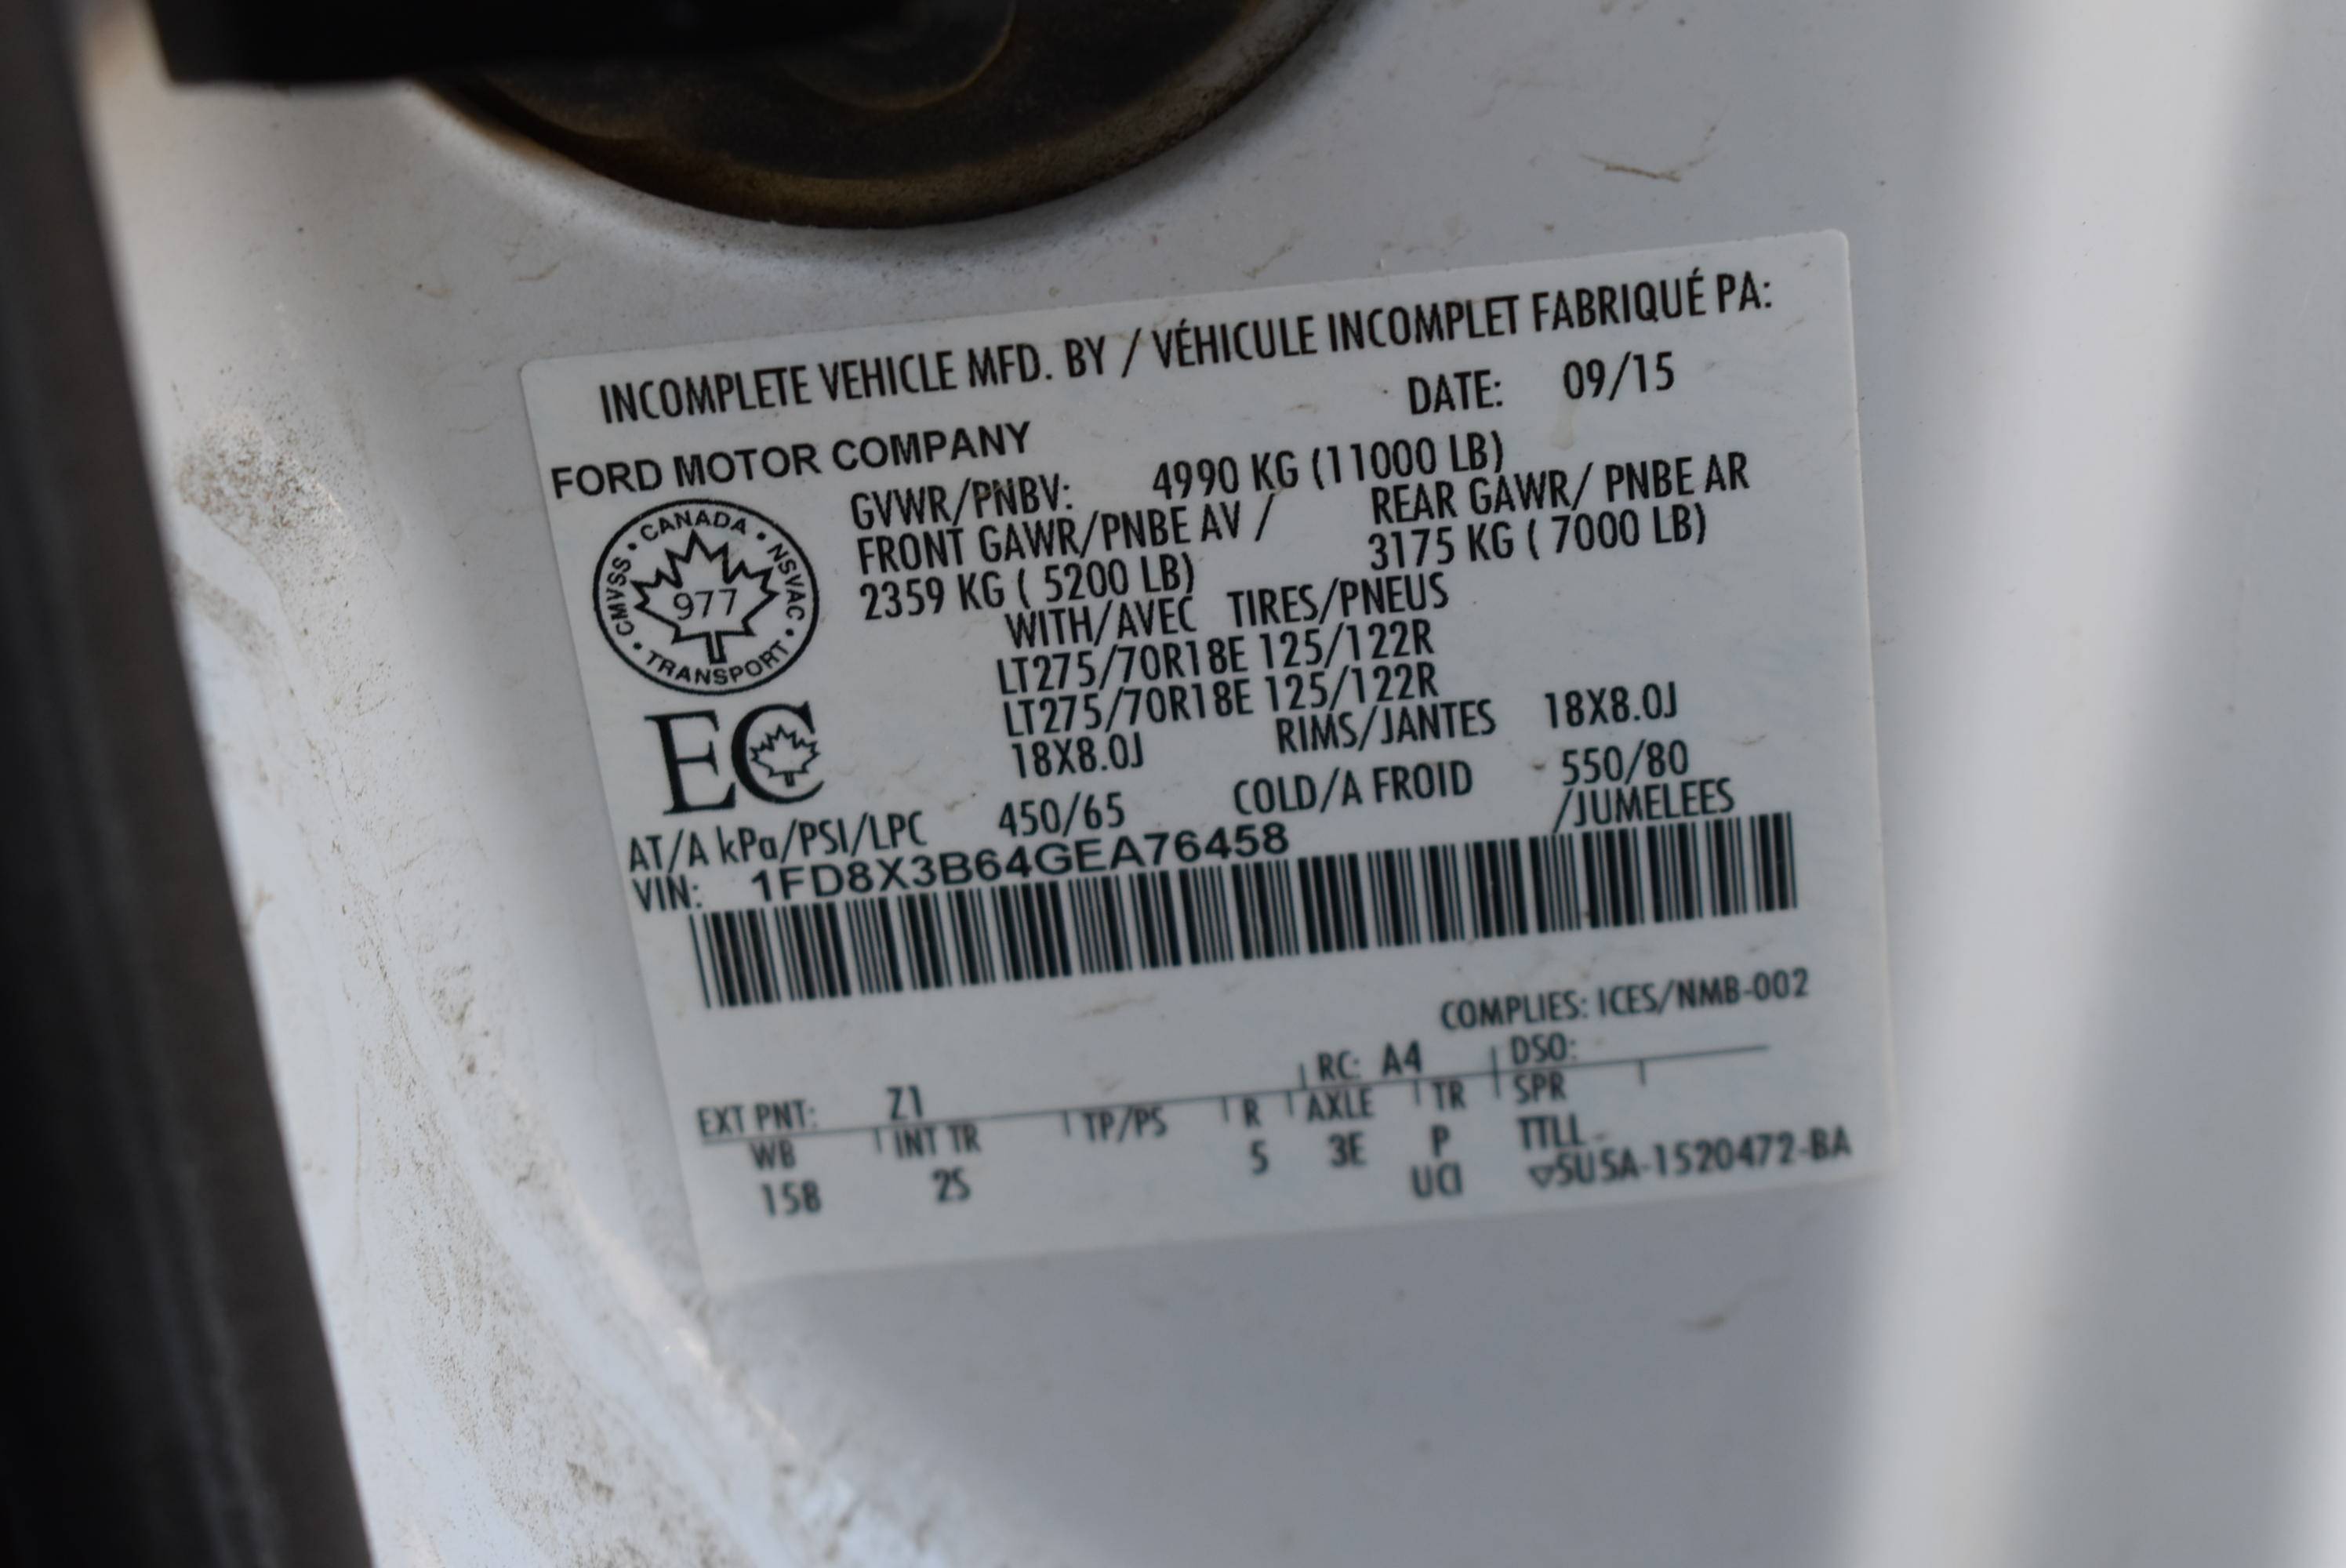 INCOMPLETE VEHICLE MFD. BY / VÉHICULE INCOMPLET FABRIQUÉ PA:
DATE: 09/15
FORD MOTOR COMPANY
GVWR/PNBV: 4990 KG (11000 LB)
FRONT GAWR/PNBE AV / REAR GAWR/ PNBE AR
2359 KG ( 5200 LB) 3175 KG ( 7000 LB)
WITH/AVEC TIRES/PNEUS
LT275/70R18E 125/122R
LT275/70R18E 125/122R
18X8.0J RIMS/JANTES 18X8.0J
AT/A kPa/PSI/LPC 450/65 COLD/A FROID 550/80
/JUMELEES
CANADA • NSVAC • TRANSPORT • CMVSS •
977
EC
VIN: 1FD8X3B64GEA76458
COMPLIES: ICES/NMB-002
EXT PNT: Z1 RC: A4 DSO:
WB INT TR TP/PS R AXLE TR SPR
158 2S 5 3E P TTLL
UA ▽5U5A-1520472-BA